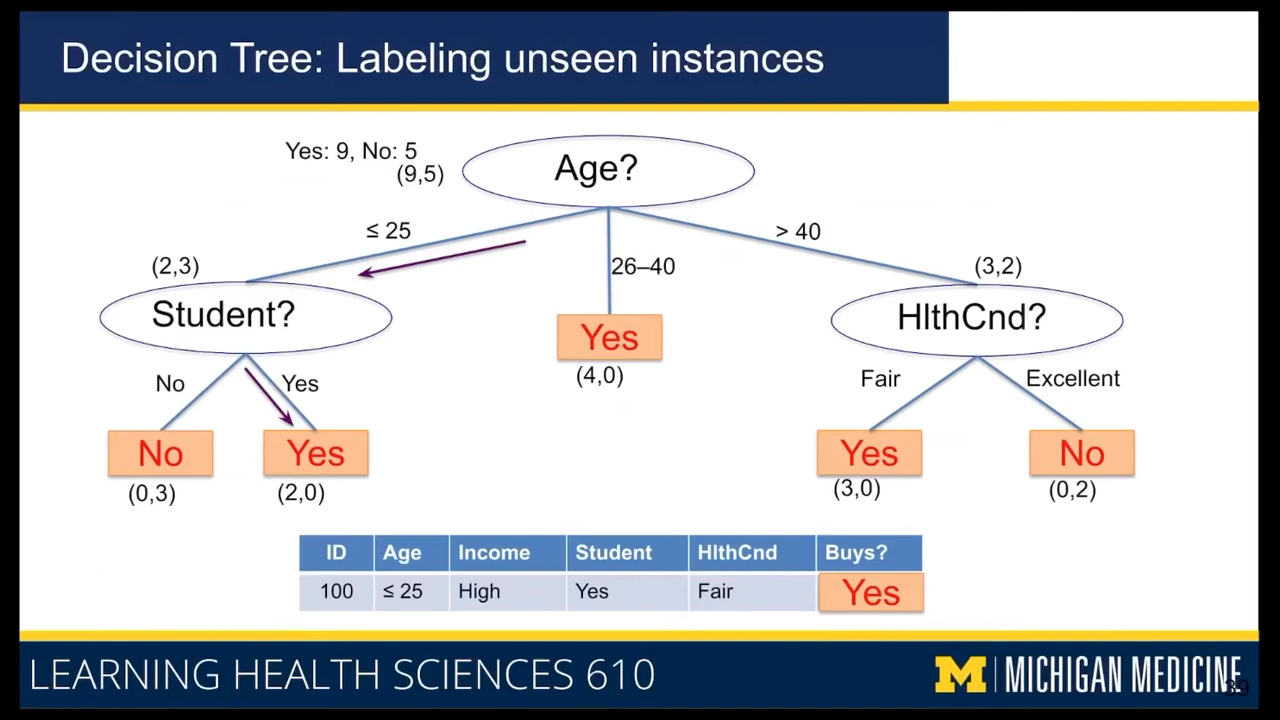 Decision Tree: Labeling unseen instances
Yes: 9, No: 5
(9,5)
Age?
≤ 25
26–40
> 40
(2,3)
Student?
(3,2)
HlthCnd?
Yes
(4,0)
No
Yes
Fair
Excellent
No
(0,3)
Yes
(2,0)
Yes
(3,0)
No
(0,2)
ID Age Income Student HlthCnd Buys?
100 ≤ 25 High Yes Fair Yes
LEARNING HEALTH SCIENCES 610
M MICHIGAN MEDICINE
39